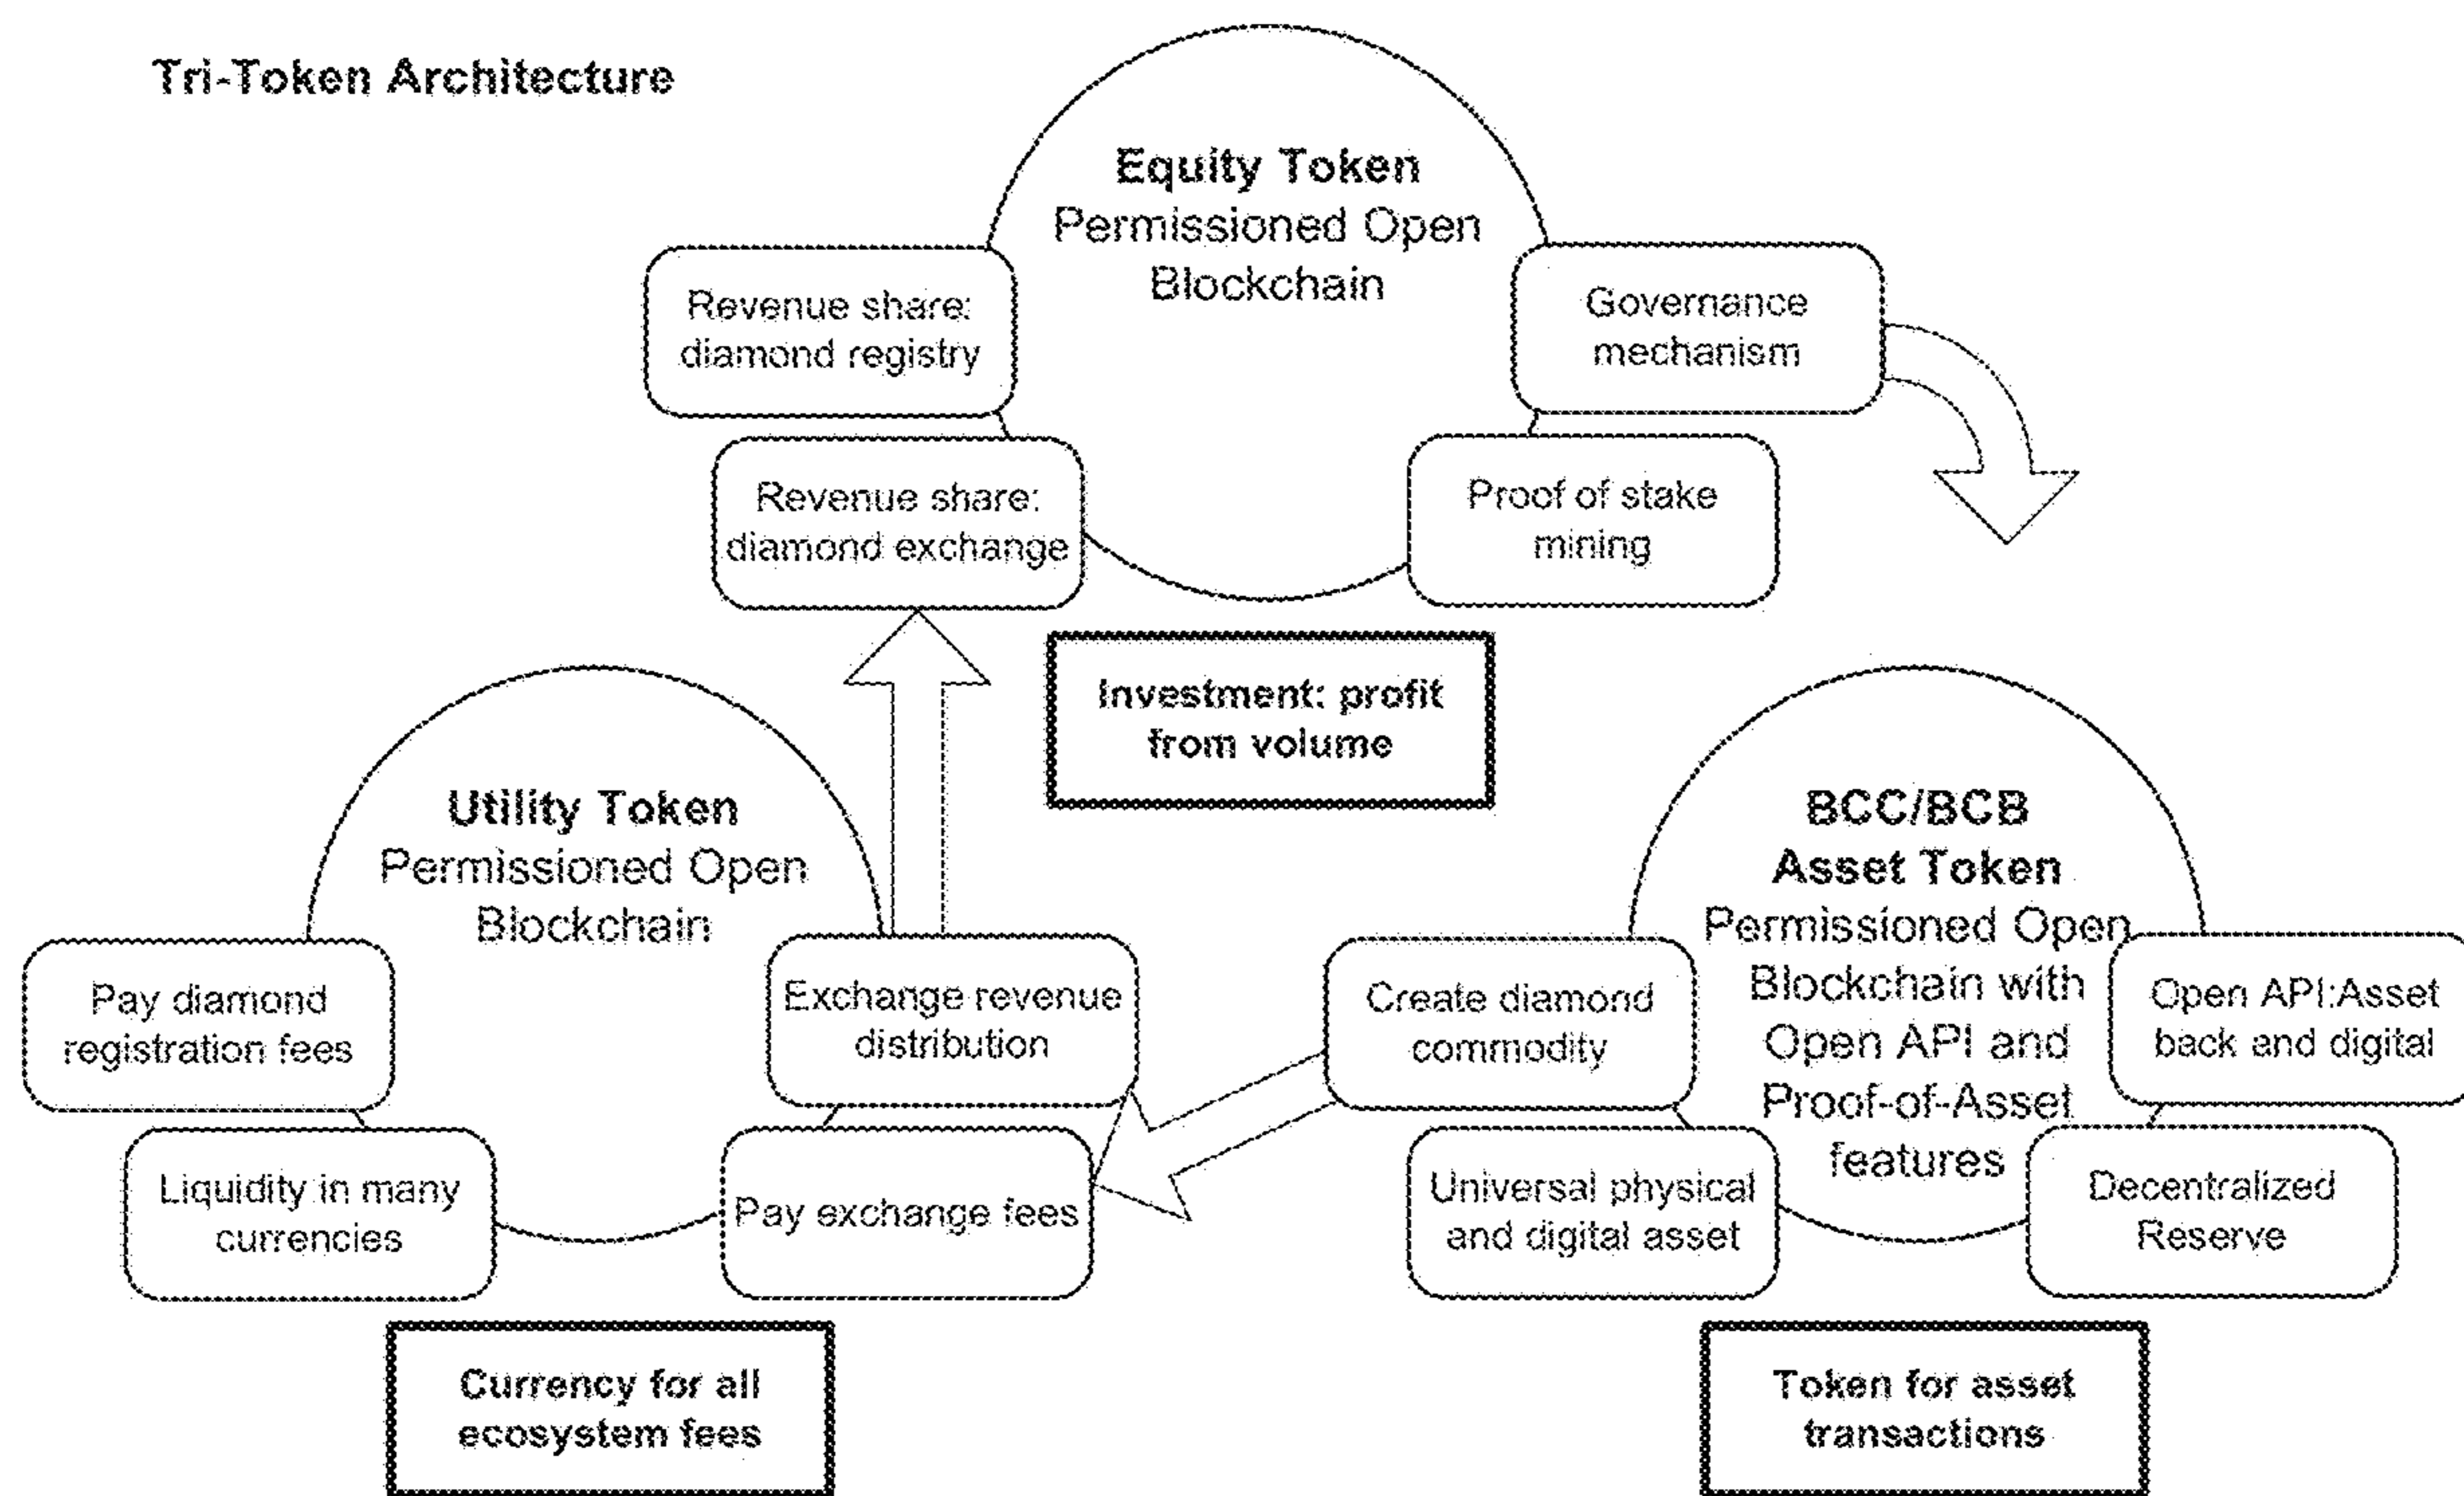 Tri-Token Architecture
Equity Token
Permissioned Open
Blockchain
Revenue share:
diamond registry
Governance
mechanism
Revenue share:
diamond exchange
Proof of stake
mining
Investment: profit
from volume
Utility Token
Permissioned Open
Blockchain
Pay diamond
registration fees
Exchange revenue
distribution
Liquidity in many
currencies
Pay exchange fees
Currency for all
ecosystem fees
BCC/BCB
Asset Token
Permissioned Open
Blockchain with
Open API and
Proof-of-Asset
features
Create diamond
commodity
Open API:Asset
back and digital
Universal physical
and digital asset
Decentralized
Reserve
Token for asset
transactions